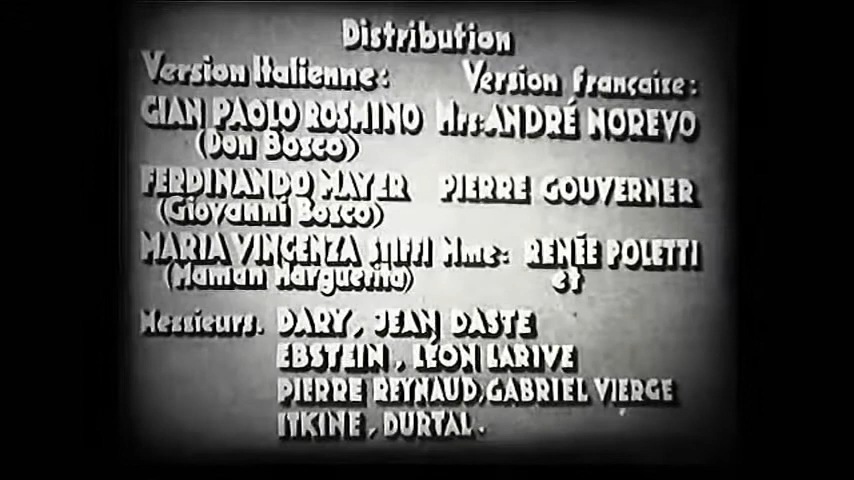 Distribution
Version Italienne: Version française:
GIAN PAOLO ROSMINO Mrs: ANDRÉ NOREVO
(Don Bosco)
FERDINANDO MAYER PIERRE GOUVERNER
(Giovanni Bosco)
MARIA VINCENZA STIFFI Mme: RENÉE POLETTI
(Maman Marguerita) et
Messieurs. DARY, JEAN DASTE
EBSTEIN, LÉON LARIVE
PIERRE REYNAUD, GABRIEL VIERGE
ITKINE, DURTAL.